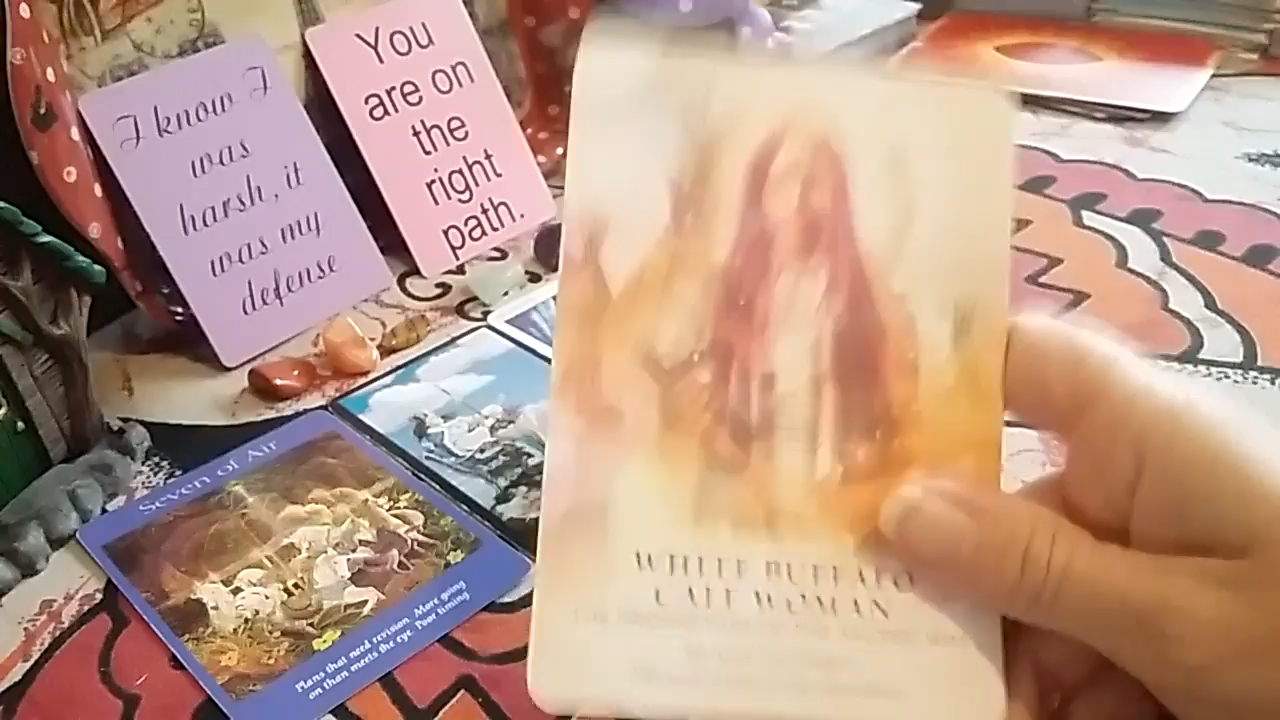 I know I
was
harsh, it
was my
defense
You
are on
the
right
path.
Seven of Air
Plans that need revision. More going
on than meets the eye. Poor timing
WHITE BUFFALO
CALF WOMAN